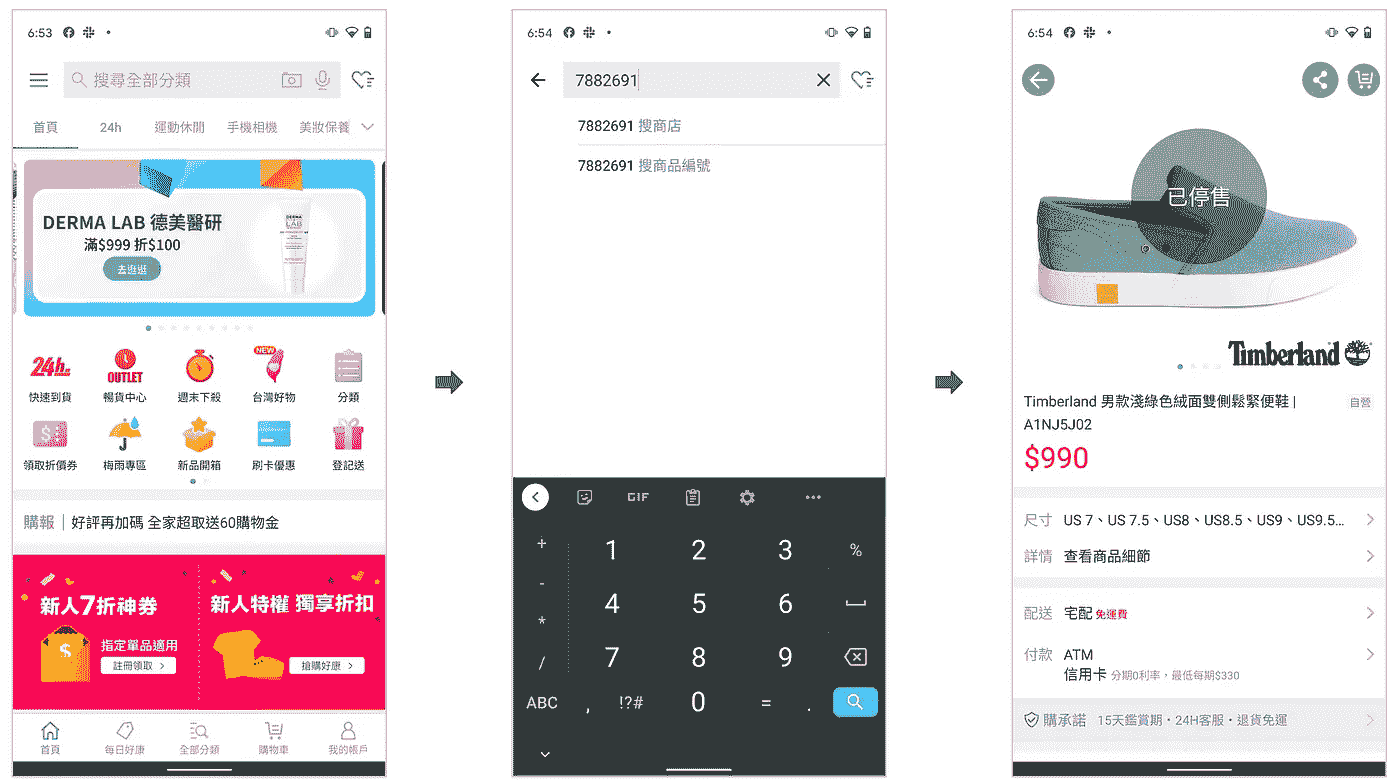 6:53
搜尋全部分類
首頁 24h 運動休閒 手機相機 美妝保養
DERMA LAB 德美醫研
滿$999 折$100
去逛逛
DERMA
LAB
24h
OUTLET
NEW
快速到貨 暢貨中心 週末下殺 台灣好物 分類
領取折價券 梅雨專區 新品開箱 刷卡優惠 登記送
購報 好評再加碼 全家超取送60購物金
新人7折神券
指定單品適用
註冊領取 >
新人特權 獨享折扣
搶購好康 >
首頁 每日好康 全部分類 購物車 我的帳戶
6:54
7882691
7882691 搜商店
7882691 搜商品編號
GIF
+ 1 2 3 %
- 4 5 6
*
/ 7 8 9
ABC , !?# 0 = .
6:54
已停售
Timberland
Timberland 男款淺綠色絨面雙側鬆緊便鞋 |
A1NJ5J02
自營
$990
尺寸 US 7、US 7.5、US8、US8.5、US9、US9.5...
詳情 查看商品細節
配送 宅配 免運費
付款 ATM
信用卡 分期0利率，最低每期$330
購承諾 15天鑑賞期・24H客服・退貨免運